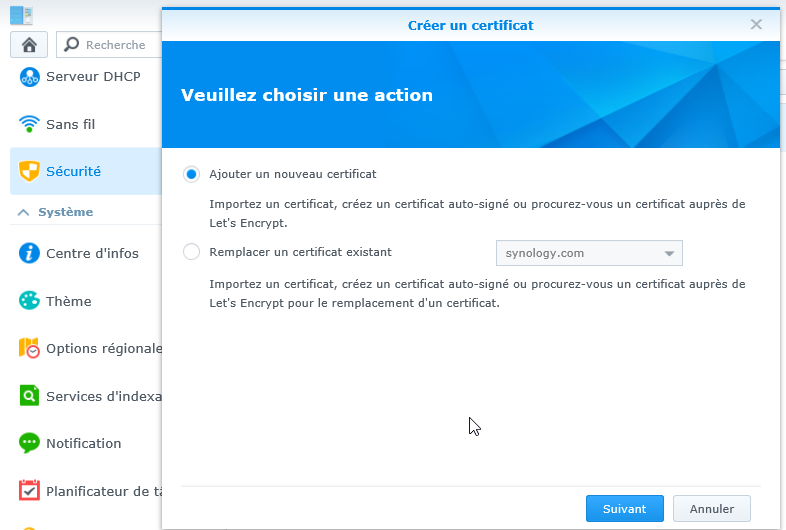 Créer un certificat
Recherche
Serveur DHCP
Sans fil
Sécurité
Système
Centre d'infos
Thème
Options régionale
Services d'indexa
Notification
Planificateur de tâ
Veuillez choisir une action
Ajouter un nouveau certificat
Importez un certificat, créez un certificat auto-signé ou procurez-vous un certificat auprès de
Let's Encrypt.
Remplacer un certificat existant
synology.com
Importez un certificat, créez un certificat auto-signé ou procurez-vous un certificat auprès de
Let's Encrypt pour le remplacement d'un certificat.
Suivant
Annuler